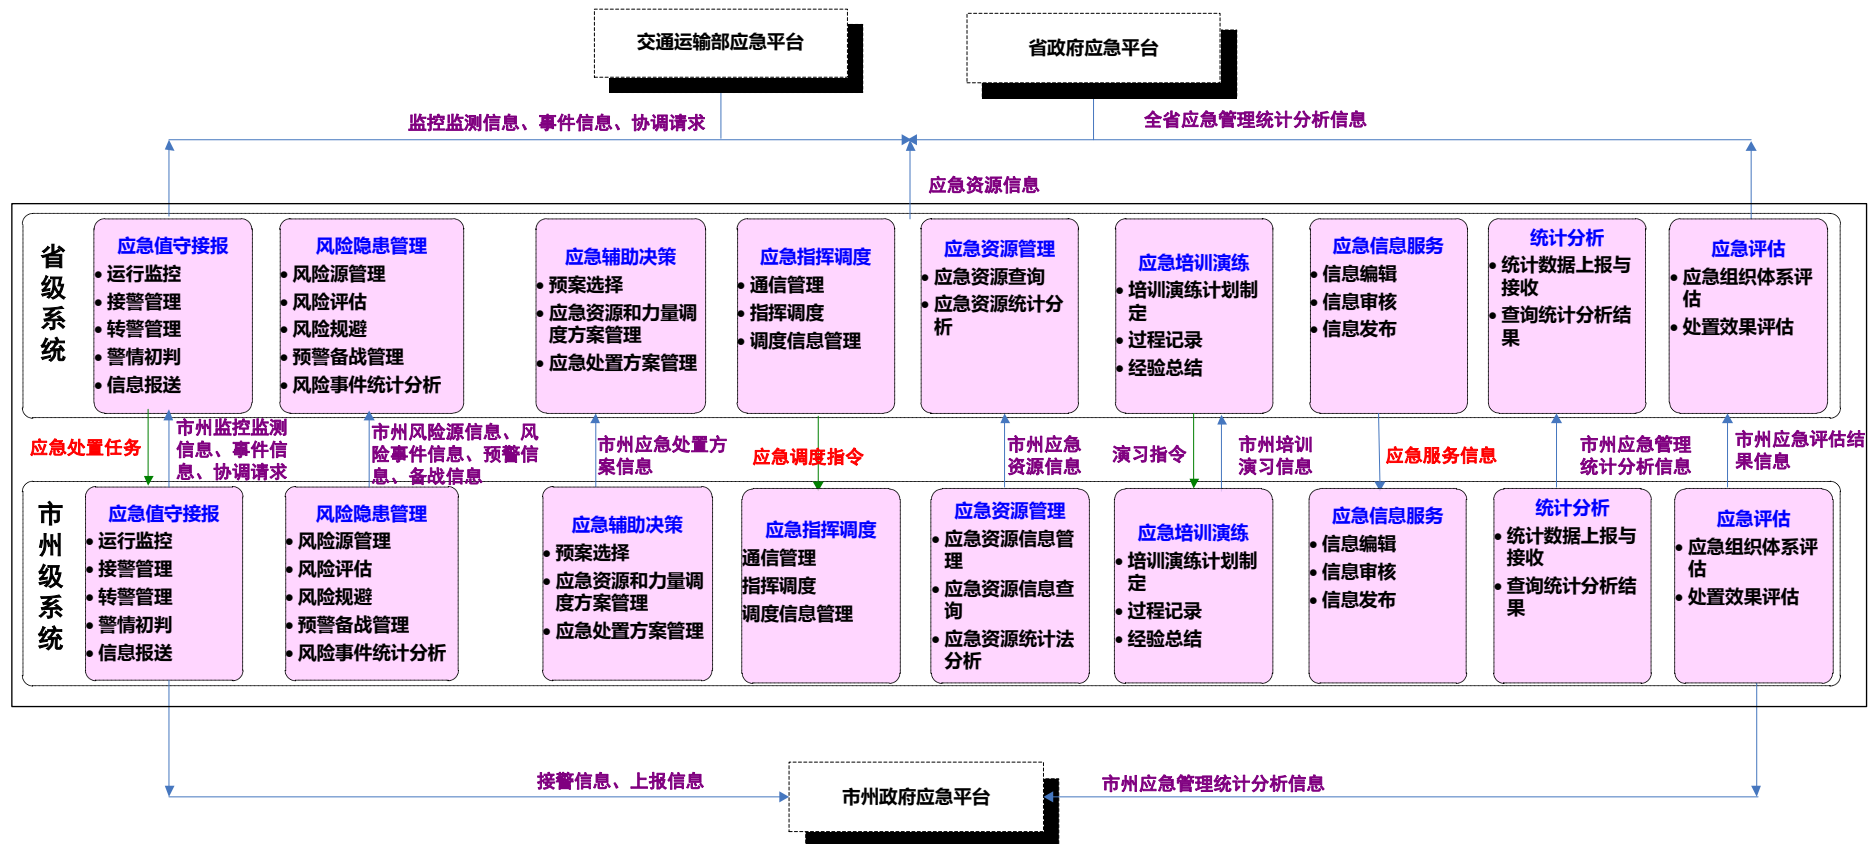 交通运输部应急平台
省政府应急平台
监控监测信息、事件信息、协调请求
全省应急管理统计分析信息
应急资源信息
省级系统
应急值守接报
• 运行监控
• 接警管理
• 转警管理
• 警情初判
• 信息报送
风险隐患管理
• 风险源管理
• 风险评估
• 风险规避
• 预警备战管理
• 风险事件统计分析
应急辅助决策
• 预案选择
• 应急资源和力量调
度方案管理
• 应急处置方案管理
应急指挥调度
• 通信管理
• 指挥调度
• 调度信息管理
应急资源管理
• 应急资源查询
• 应急资源统计分
析
应急培训演练
• 培训演练计划制
定
• 过程记录
• 经验总结
应急信息服务
• 信息编辑
• 信息审核
• 信息发布
统计分析
• 统计数据上报与
接收
• 查询统计分析结
果
应急评估
• 应急组织体系评
估
• 处置效果评估
应急处置任务
市州监控监测
信息、事件信
息、协调请求
市州风险源信息、风
险事件信息、预警信
息、备战信息
市州应急处置方
案信息
应急调度指令
市州应急
资源信息
演习指令
市州培训
演习信息
应急服务信息
市州应急管理
统计分析信息
市州应急评估结
果信息
市州级系统
应急值守接报
• 运行监控
• 接警管理
• 转警管理
• 警情初判
• 信息报送
风险隐患管理
• 风险源管理
• 风险评估
• 风险规避
• 预警备战管理
• 风险事件统计分析
应急辅助决策
• 预案选择
• 应急资源和力量调
度方案管理
• 应急处置方案管理
应急指挥调度
通信管理
指挥调度
调度信息管理
应急资源管理
• 应急资源信息管
理
• 应急资源信息查
询
• 应急资源统计法
分析
应急培训演练
• 培训演练计划制
定
• 过程记录
• 经验总结
应急信息服务
• 信息编辑
• 信息审核
• 信息发布
统计分析
• 统计数据上报与
接收
• 查询统计分析结
果
应急评估
• 应急组织体系评
估
• 处置效果评估
接警信息、上报信息
市州政府应急平台
市州应急管理统计分析信息